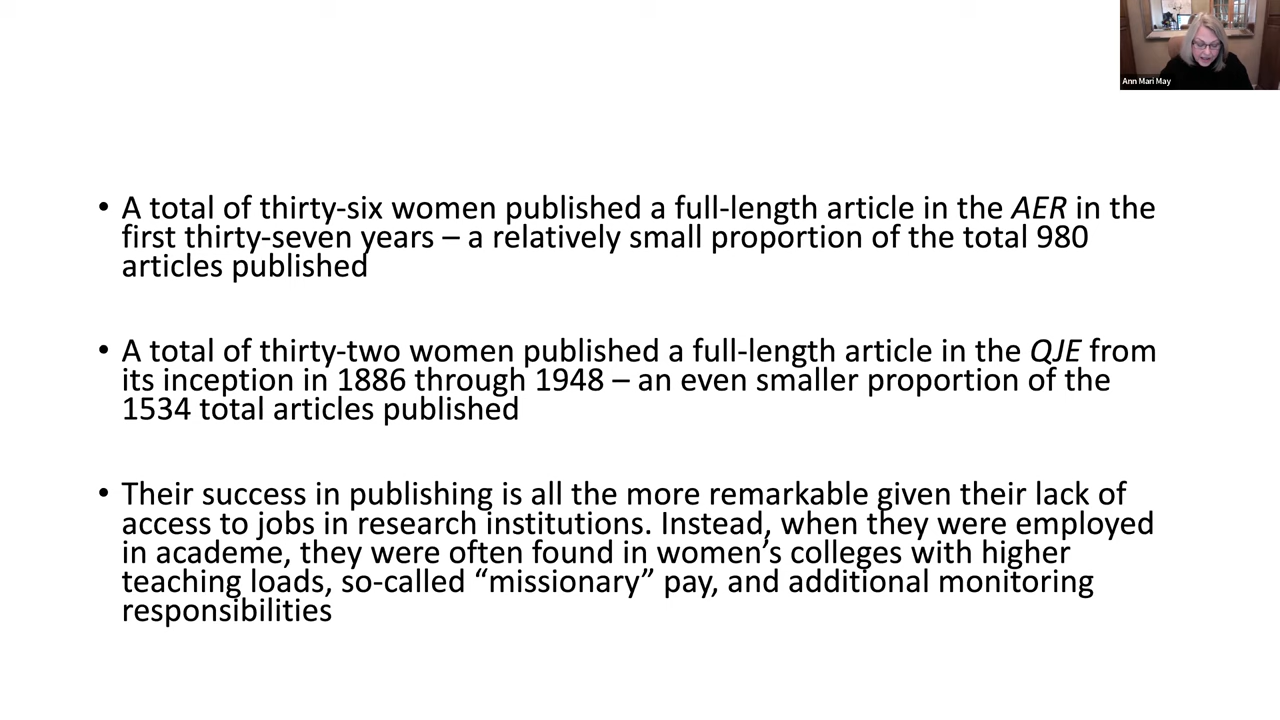 Ann Mari May
• A total of thirty-six women published a full-length article in the AER in the
first thirty-seven years – a relatively small proportion of the total 980
articles published
• A total of thirty-two women published a full-length article in the QJE from
its inception in 1886 through 1948 – an even smaller proportion of the
1534 total articles published
• Their success in publishing is all the more remarkable given their lack of
access to jobs in research institutions. Instead, when they were employed
in academe, they were often found in women’s colleges with higher
teaching loads, so-called “missionary” pay, and additional monitoring
responsibilities